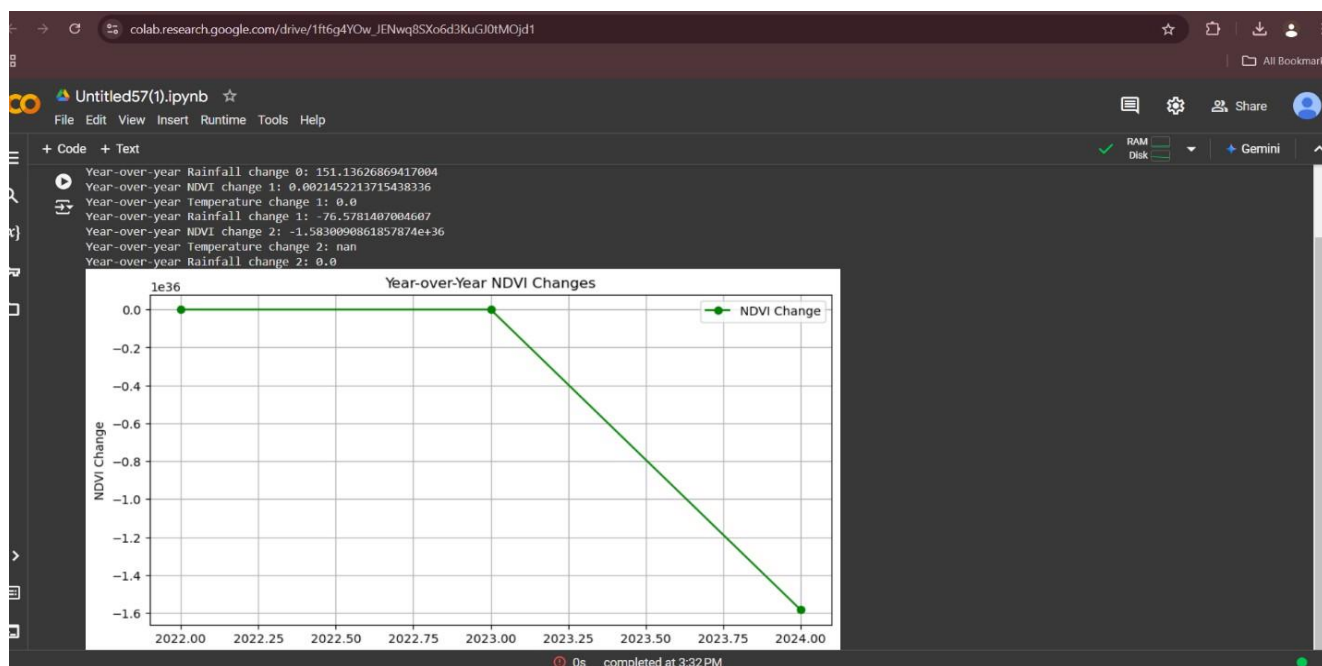 colab.research.google.com/drive/1ft6g4YOw_JENwq8SXo6d3KuGJ0tMOjd1
All Bookmark
CO
Untitled57(1).ipynb
File Edit View Insert Runtime Tools Help
Share
+ Code + Text
RAM
Disk
Gemini
Year-over-year Rainfall change 0: 151.13626869417004
Year-over-year NDVI change 1: 0.0021452213715438336
Year-over-year Temperature change 1: 0.0
Year-over-year Rainfall change 1: -76.5781407004607
Year-over-year NDVI change 2: -1.5830090861857874e+36
Year-over-year Temperature change 2: nan
Year-over-year Rainfall change 2: 0.0
Year-over-Year NDVI Changes
1e36
NDVI Change
0.0
−0.2
−0.4
−0.6
−0.8
−1.0
−1.2
−1.4
−1.6
NDVI Change
2022.00 2022.25 2022.50 2022.75 2023.00 2023.25 2023.50 2023.75 2024.00
0s completed at 3:32 PM